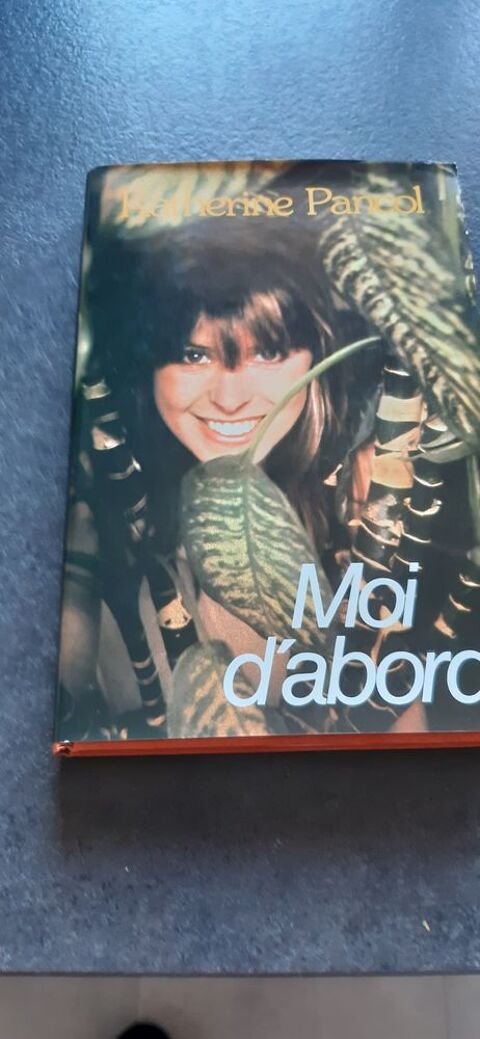 Katherine Pancol
Moi
d'abord